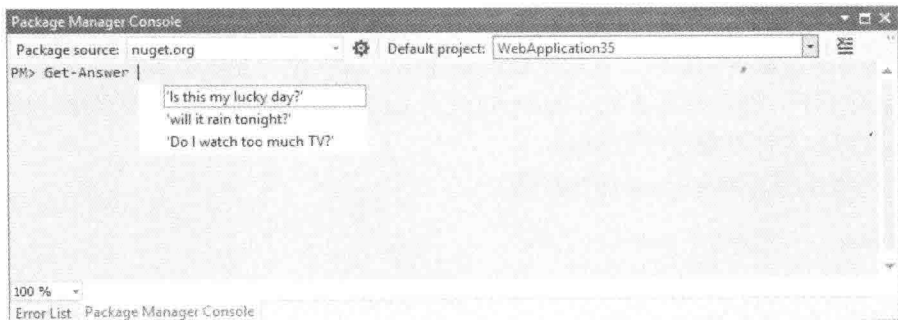 Package Manager Console
Package source: nuget.org Default project: WebApplication35
PM> Get-Answer
'Is this my lucky day?'
'will it rain tonight?'
'Do I watch too much TV?'
100 %
Error List Package Manager Console